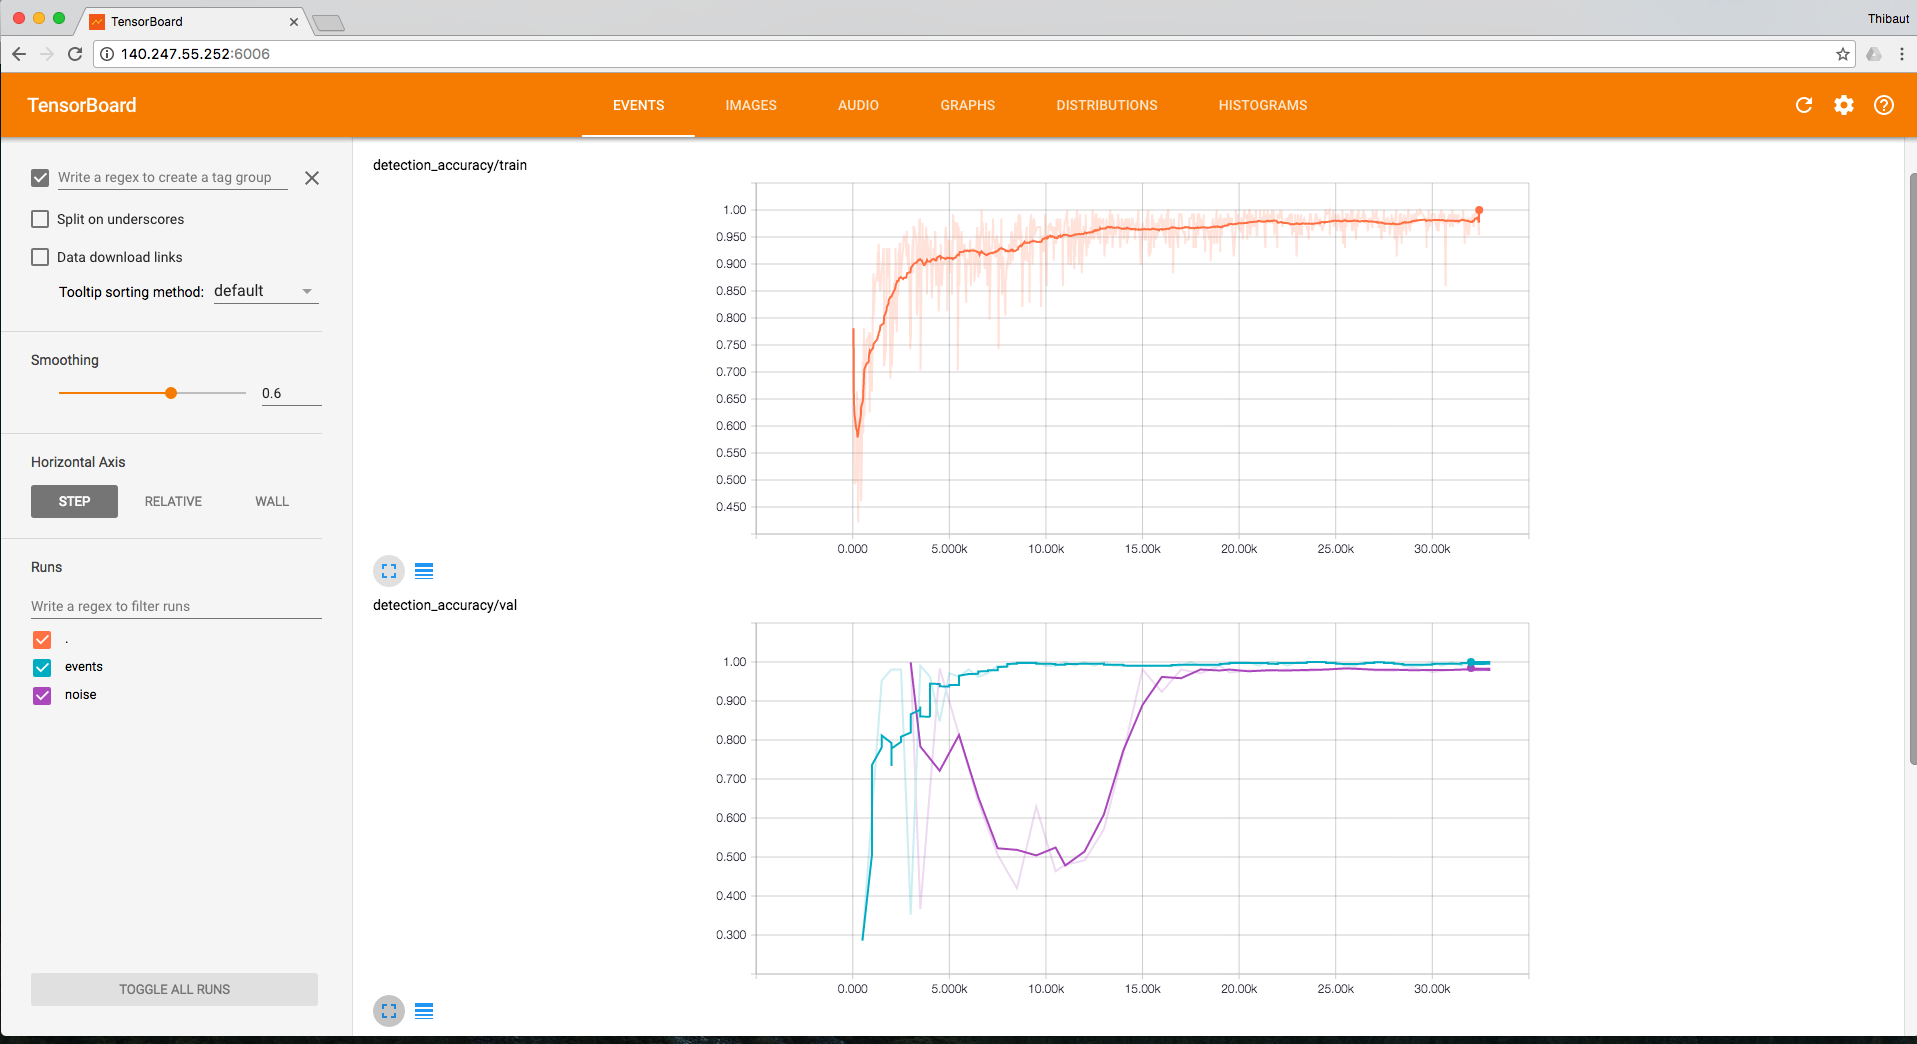 TensorBoard
Thibaut
140.247.55.252:6006
TensorBoard
EVENTS IMAGES AUDIO GRAPHS DISTRIBUTIONS HISTOGRAMS
Write a regex to create a tag group
Split on underscores
Data download links
Tooltip sorting method: default
Smoothing
0.6
Horizontal Axis
STEP RELATIVE WALL
Runs
Write a regex to filter runs
.
events
noise
TOGGLE ALL RUNS
detection_accuracy/train
1.00
0.950
0.900
0.850
0.800
0.750
0.700
0.650
0.600
0.550
0.500
0.450
0.000 5.000k 10.00k 15.00k 20.00k 25.00k 30.00k
detection_accuracy/val
1.00
0.900
0.800
0.700
0.600
0.500
0.400
0.300
0.000 5.000k 10.00k 15.00k 20.00k 25.00k 30.00k